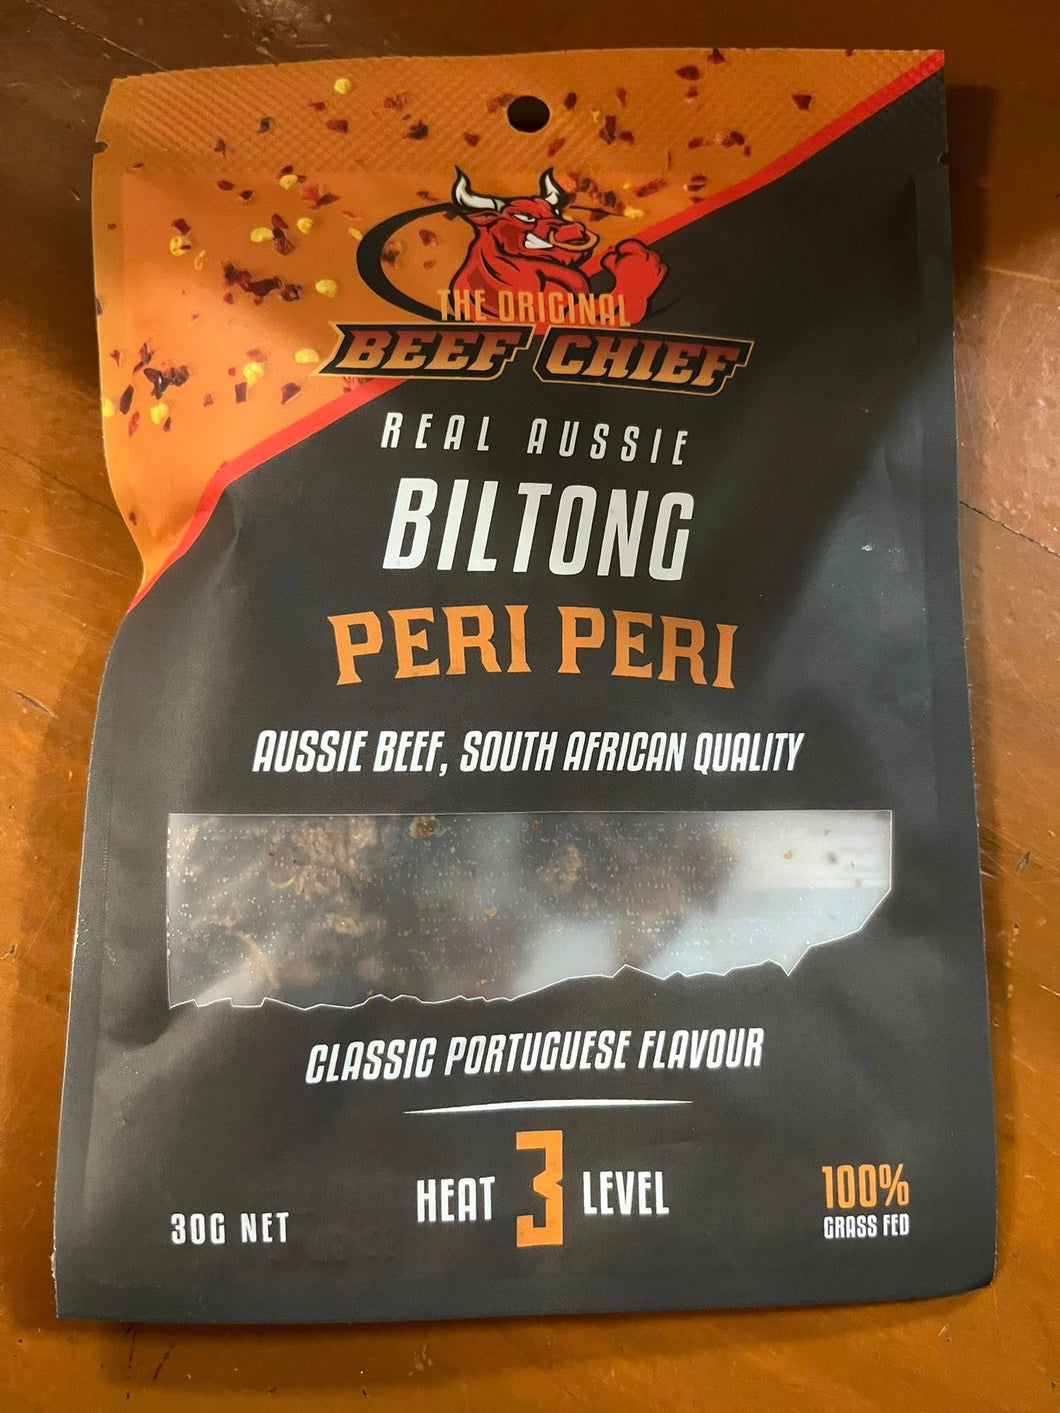 THE ORIGINAL
BEEF CHIEF
REAL AUSSIE
BILTONG
PERI PERI
AUSSIE BEEF, SOUTH AFRICAN QUALITY
CLASSIC PORTUGUESE FLAVOUR
HEAT 3 LEVEL
30G NET
100%
GRASS FED